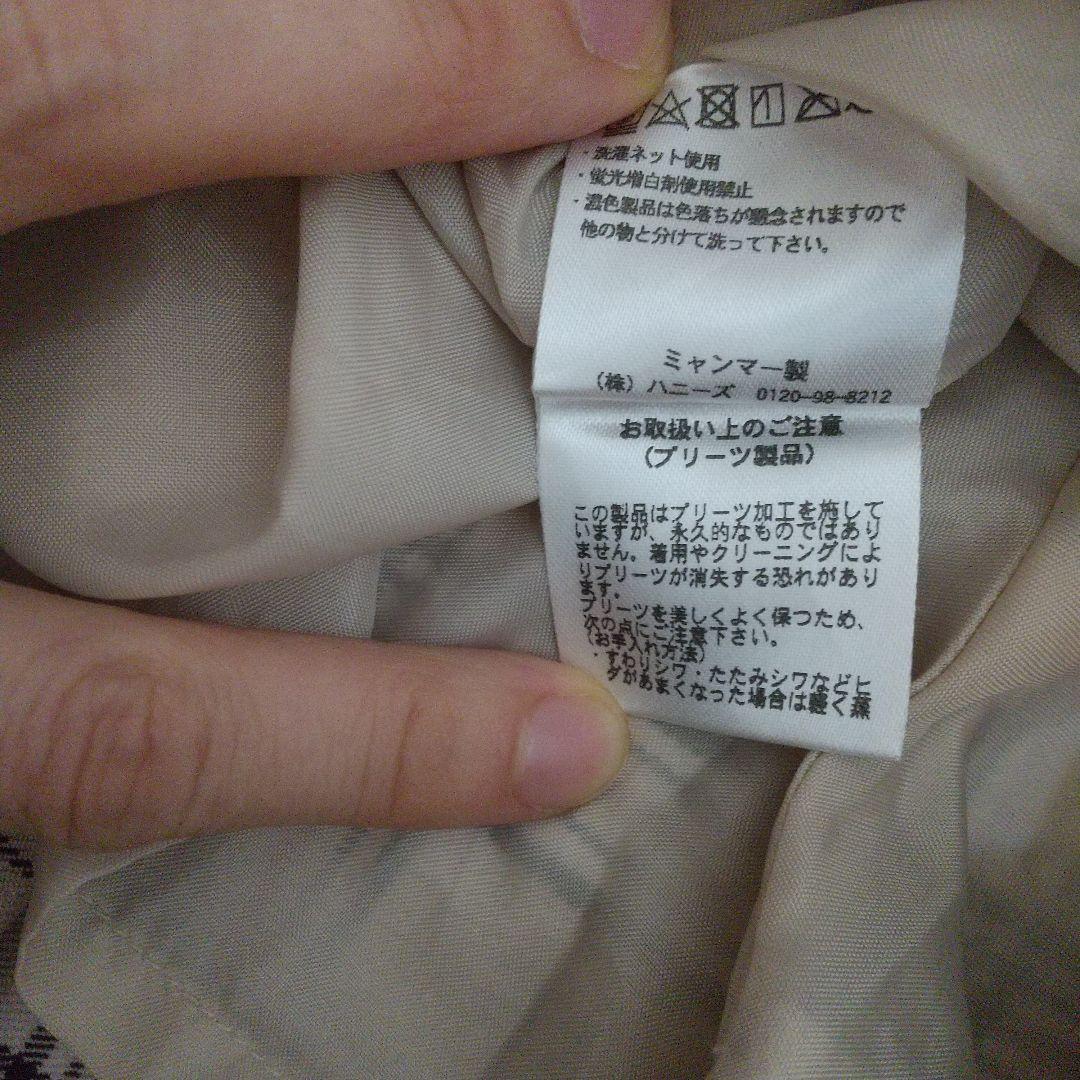 ・洗濯ネット使用
・蛍光増白剤使用禁止
・濃色製品は色落ちが懸念されますので
他の物と分けて洗って下さい。
ミャンマー製
（株）ハニーズ 0120-98-8212
お取扱い上のご注意
（プリーツ製品）
この製品はプリーツ加工を施して
いますが、永久的なものではあり
ません。着用やクリーニングによ
りプリーツが消失する恐れがあり
ます。
プリーツを美しくよく保つため、
次の点にご注意下さい。
（お手入れ方法）
・すわりシワ・たたみシワなどヒ
ダがあまくなった場合は軽く蒸